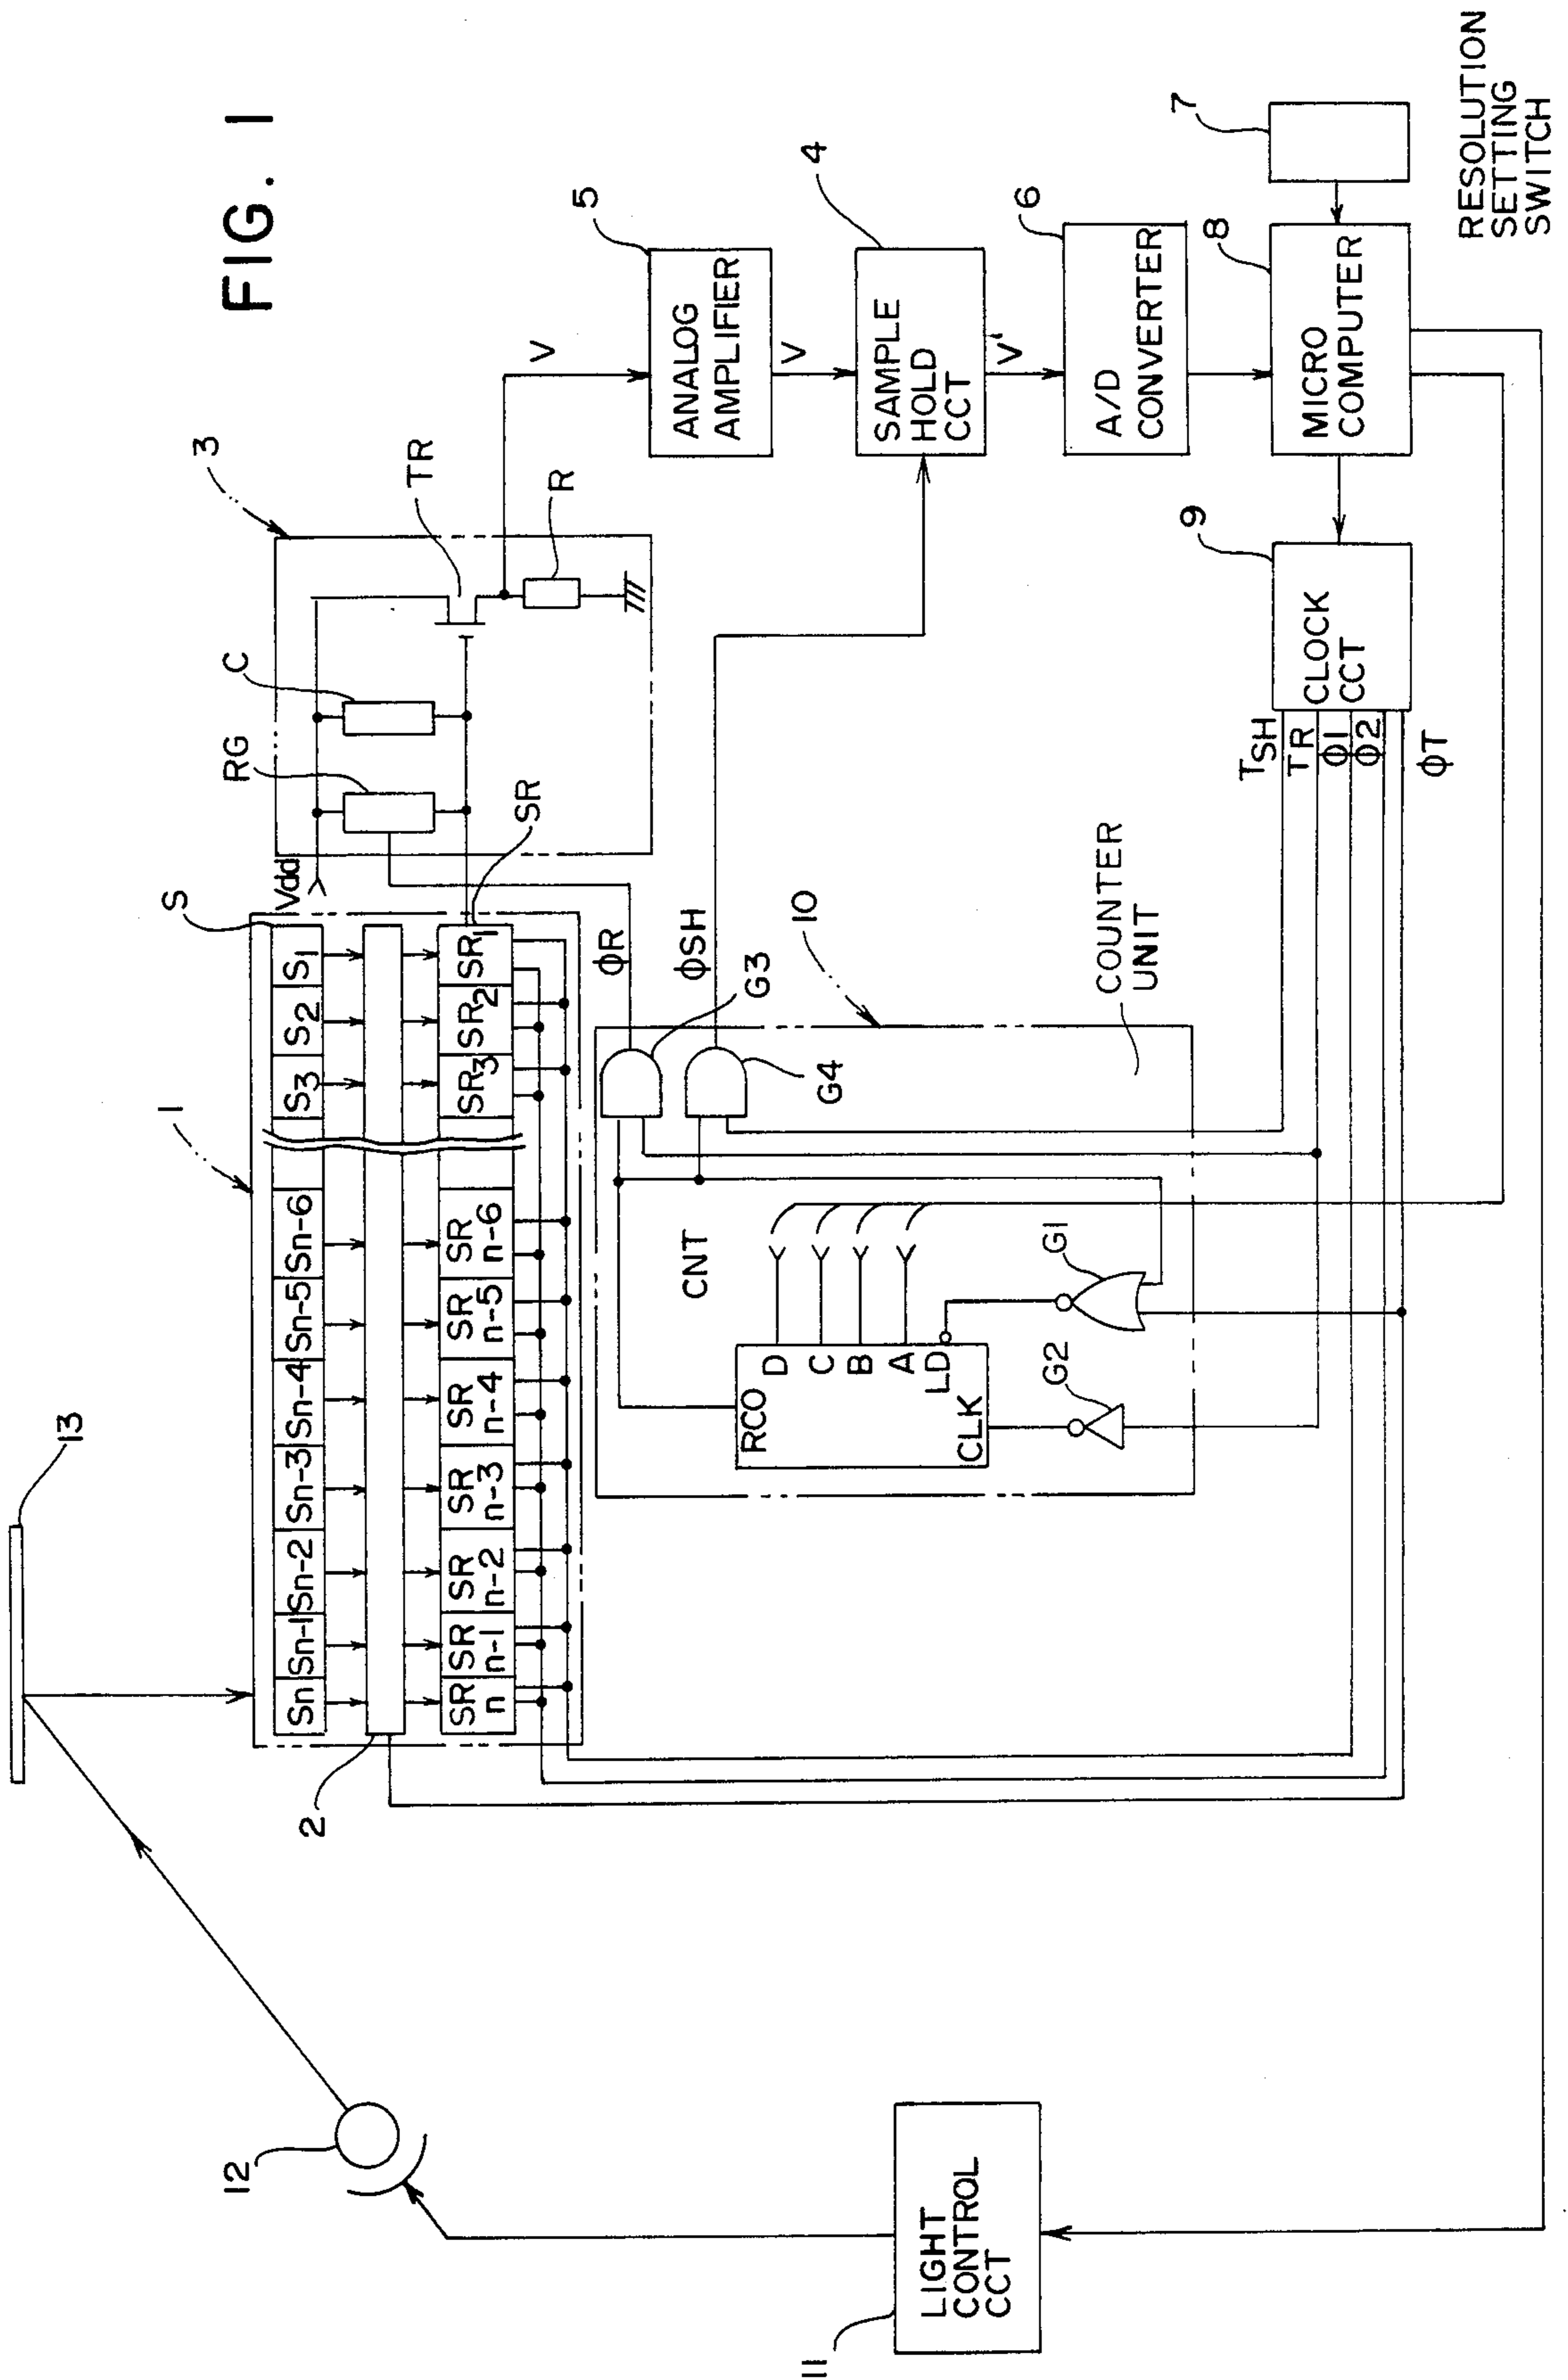 FIG. 1
13
1
S
Sn
Sn-1
Sn-2
Sn-3
Sn-4
Sn-5
Sn-6
S3
S2
S1
2
SR
n
SR
n-1
SR
n-2
SR
n-3
SR
n-4
SR
n-5
SR
n-6
SR3
SR2
SR1
SR
Vdd
RG
C
3
TR
R
V
5
ANALOG
AMPLIFIER
V
4
SAMPLE
HOLD
CCT
V'
6
A/D
CONVERTER
8
MICRO
COMPUTER
7
RESOLUTION
SETTING
SWITCH
9
CLOCK
CCT
TSH
TR
ϕ1
ϕ2
ϕT
ϕR
ϕSH
G3
G4
10
COUNTER
UNIT
CNT
RCO
D
C
B
A
LD
CLK
G1
G2
12
11
LIGHT
CONTROL
CCT